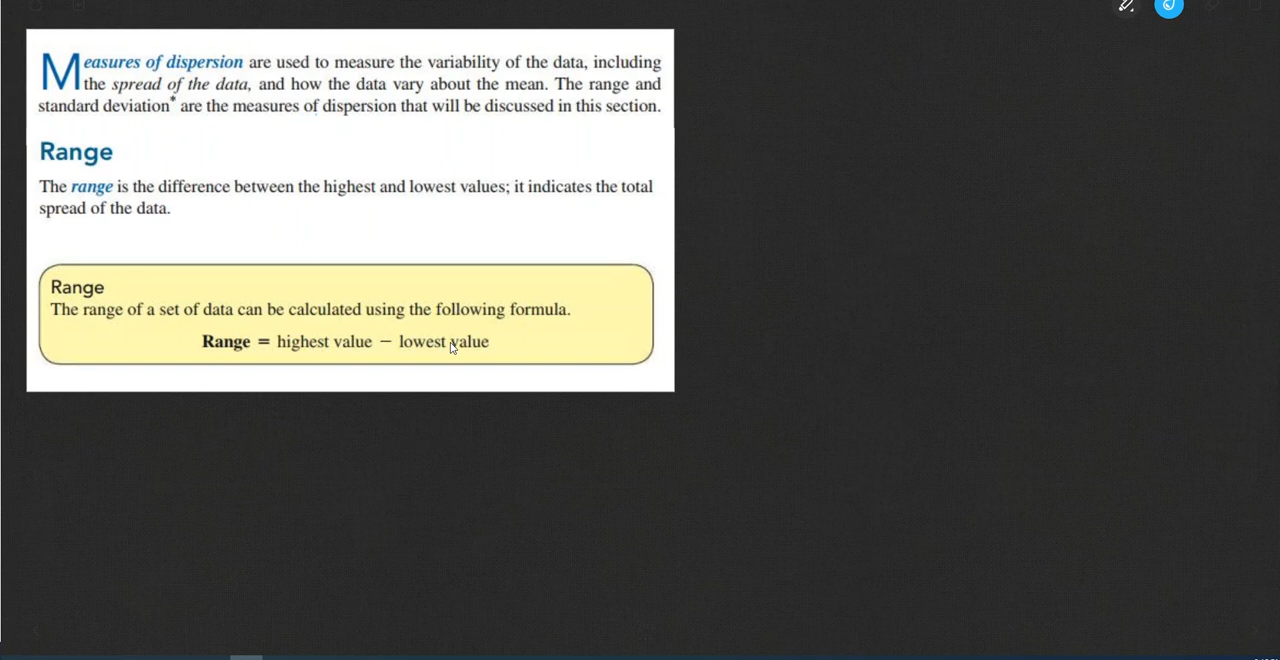 Measures of dispersion are used to measure the variability of the data, including
the spread of the data, and how the data vary about the mean. The range and
standard deviation* are the measures of dispersion that will be discussed in this section.
Range
The range is the difference between the highest and lowest values; it indicates the total
spread of the data.
Range
The range of a set of data can be calculated using the following formula.
Range = highest value − lowest value